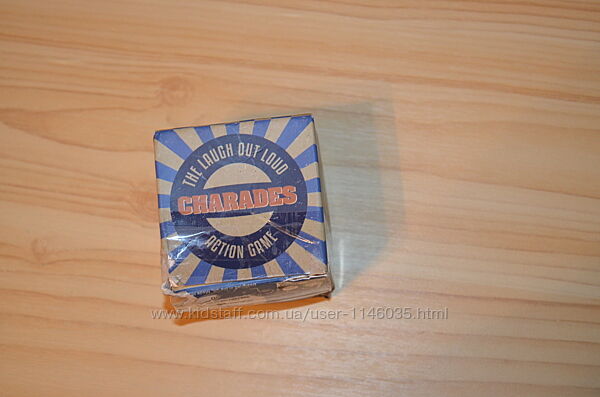 THE LAUGH OUT LOUD
CHARADES
ACTION GAME
www.kidstaff.com.ua/user-1146035.html